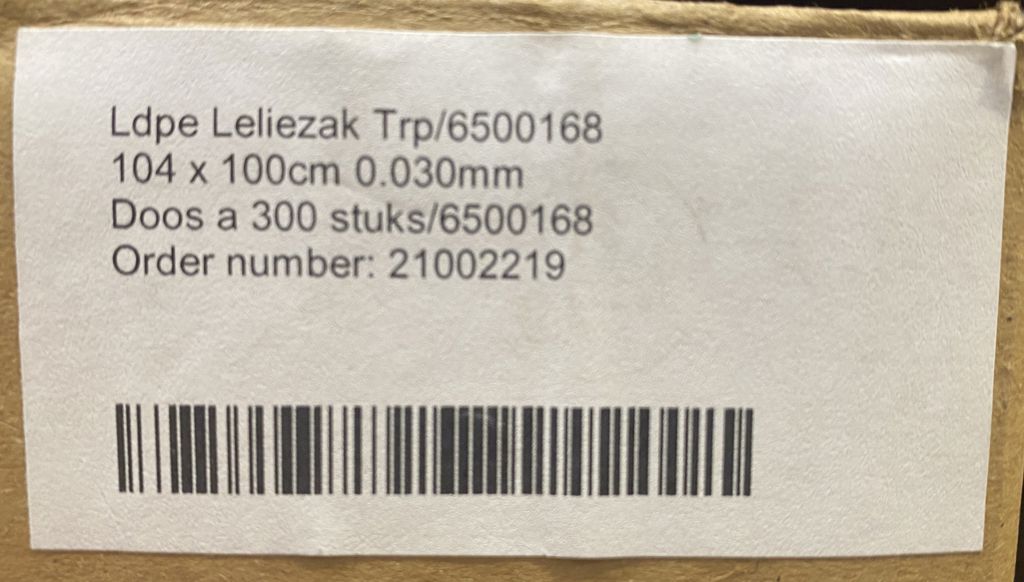 Ldpe Leliezak Trp/6500168
104 x 100cm 0.030mm
Doos a 300 stuks/6500168
Order number: 21002219